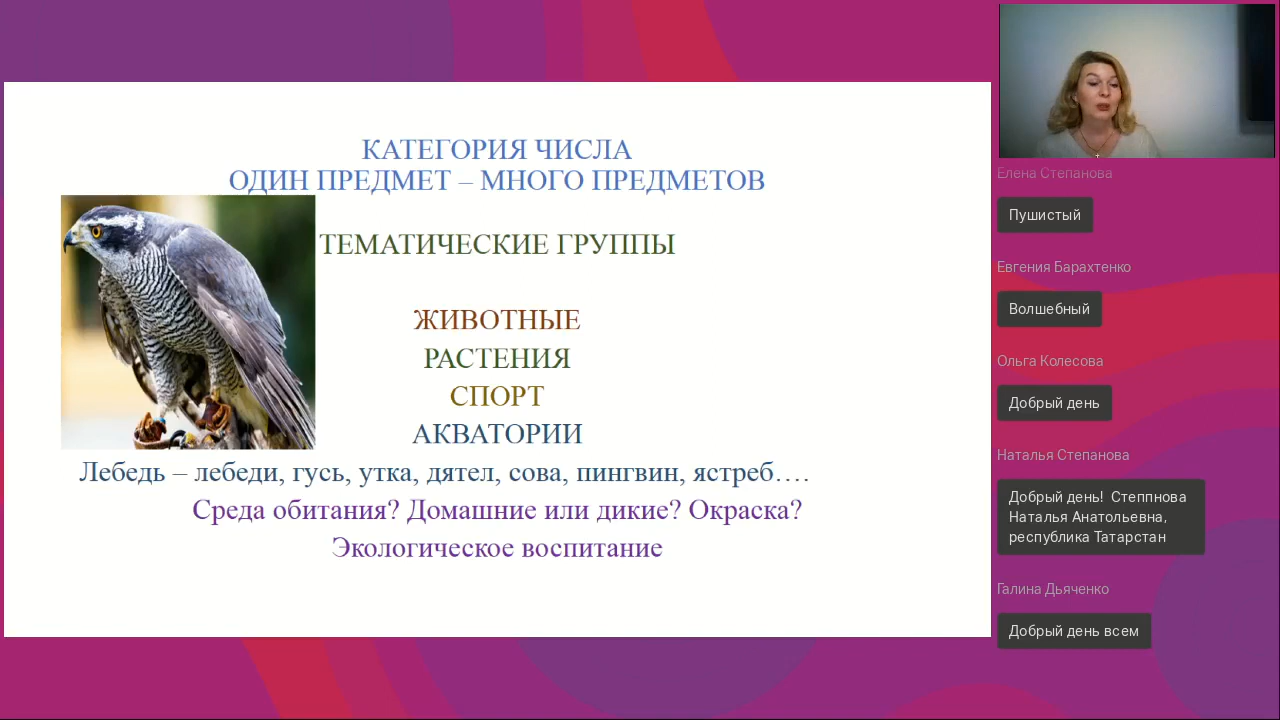 КАТЕГОРИЯ ЧИСЛА
ОДИН ПРЕДМЕТ – МНОГО ПРЕДМЕТОВ
ТЕМАТИЧЕСКИЕ ГРУППЫ
ЖИВОТНЫЕ
РАСТЕНИЯ
СПОРТ
АКВАТОРИИ
Лебедь – лебеди, гусь, утка, дятел, сова, пингвин, ястреб….
Среда обитания? Домашние или дикие? Окраска?
Экологическое воспитание
Елена Степанова
Пушистый
Евгения Барахтенко
Волшебный
Ольга Колесова
Добрый день
Наталья Степанова
Добрый день! Степпнова
Наталья Анатольевна,
республика Татарстан
Галина Дьяченко
Добрый день всем